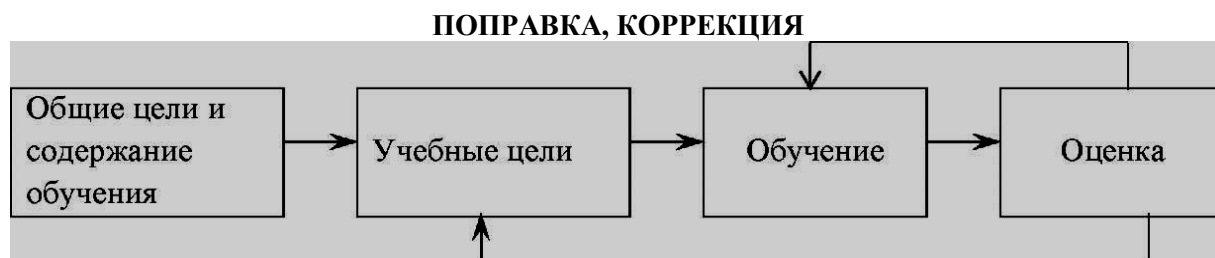 ПОПРАВКА, КОРРЕКЦИЯ
Общие цели и
содержание
обучения
Учебные цели
Обучение
Оценка